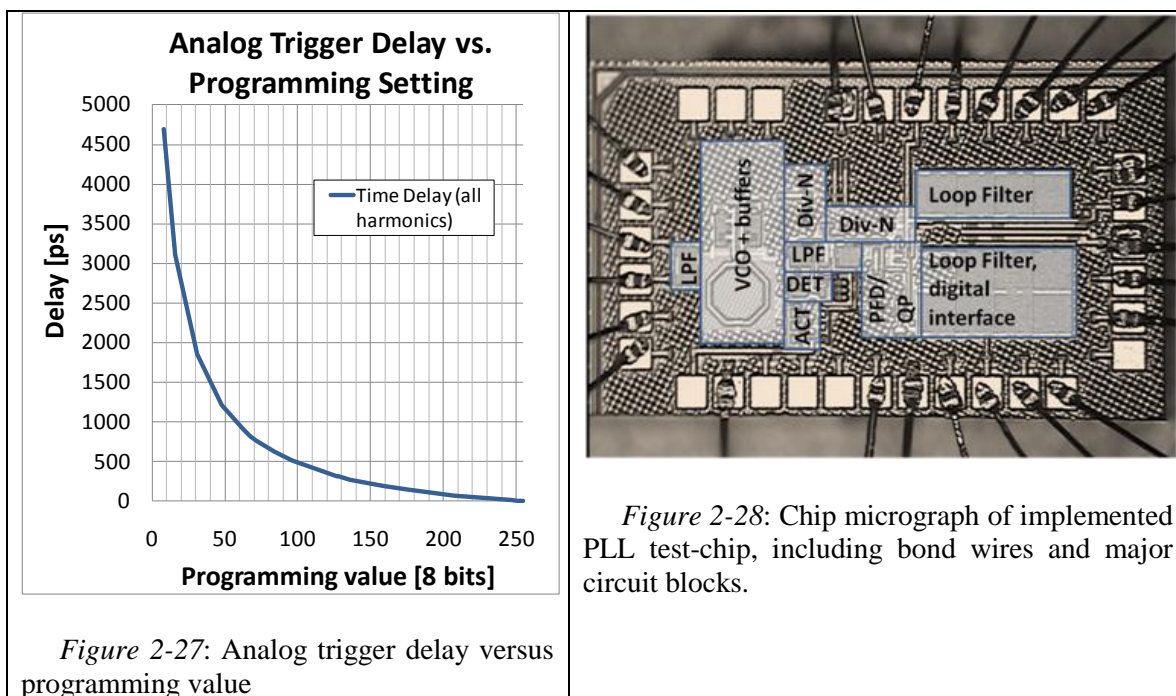 Analog Trigger Delay vs.
Programming Setting
5000
4500
4000
3500
3000
2500
2000
1500
1000
500
0
Delay [ps]
Time Delay (all
harmonics)
0 50 100 150 200 250
Programming value [8 bits]
Figure 2-27: Analog trigger delay versus
programming value
LPF
VCO + buffers
Div-N
Div-N
LPF
DET
ACT
PFD/
QP
Loop Filter
Loop Filter,
digital
interface
Figure 2-28: Chip micrograph of implemented
PLL test-chip, including bond wires and major
circuit blocks.